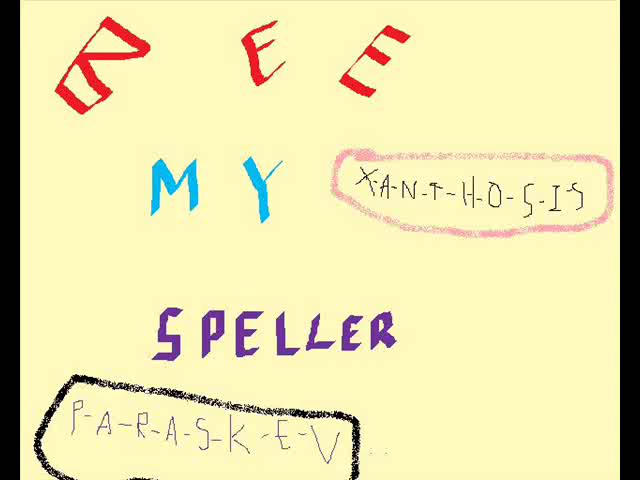 BEE
MY
X-A-N-T-H-O-S-I-S
SPELLER
P-A-R-A-S-K-E-V...